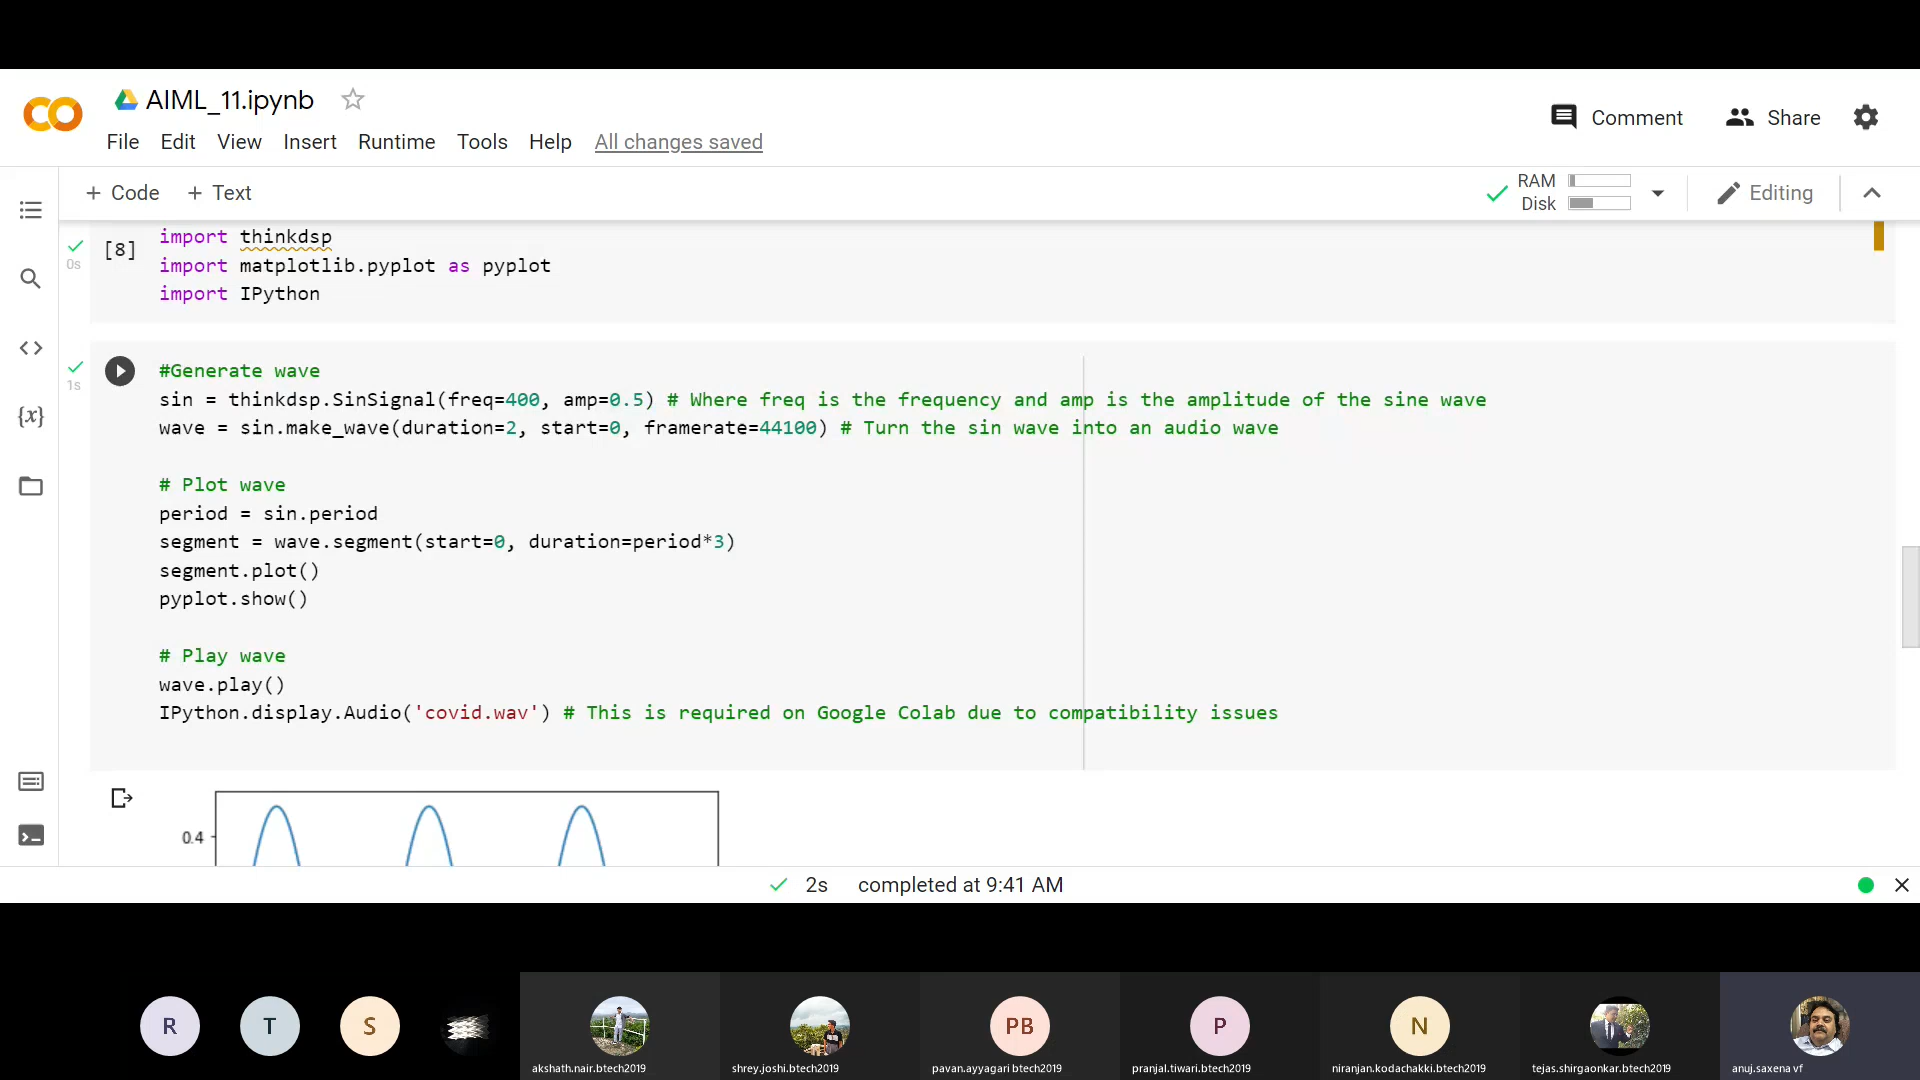 AIML_11.ipynb
Comment
Share
File Edit View Insert Runtime Tools Help All changes saved
+ Code + Text
RAM
Disk
Editing
[8]
0s
import thinkdsp
import matplotlib.pyplot as pyplot
import IPython
1s
#Generate wave
sin = thinkdsp.SinSignal(freq=400, amp=0.5) # Where freq is the frequency and amp is the amplitude of the sine wave
wave = sin.make_wave(duration=2, start=0, framerate=44100) # Turn the sin wave into an audio wave
# Plot wave
period = sin.period
segment = wave.segment(start=0, duration=period*3)
segment.plot()
pyplot.show()
# Play wave
wave.play()
IPython.display.Audio('covid.wav') # This is required on Google Colab due to compatibility issues
0.4
2s completed at 9:41 AM
R T S PB P N
akshath.nair.btech2019 shrey.joshi.btech2019 pavan.ayyagari btech2019 pranjal.tiwari.btech2019 niranjan.kodachakki.btech2019 tejas.shirgaonkar.btech2019 anuj.saxena vf